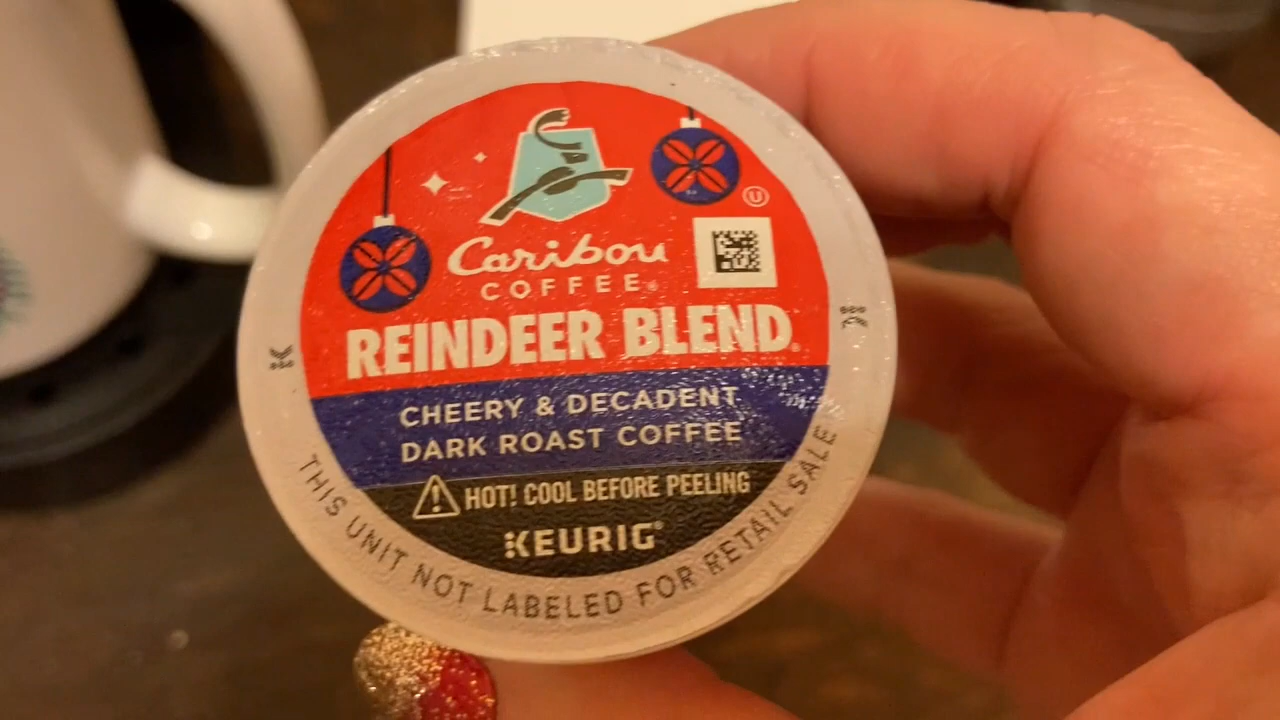 Caribou
COFFEE®
U
REINDEER BLEND®
CHEERY & DECADENT
DARK ROAST COFFEE
HOT! COOL BEFORE PEELING
KEURIG®
THIS UNIT NOT LABELED FOR RETAIL SALE
K
K